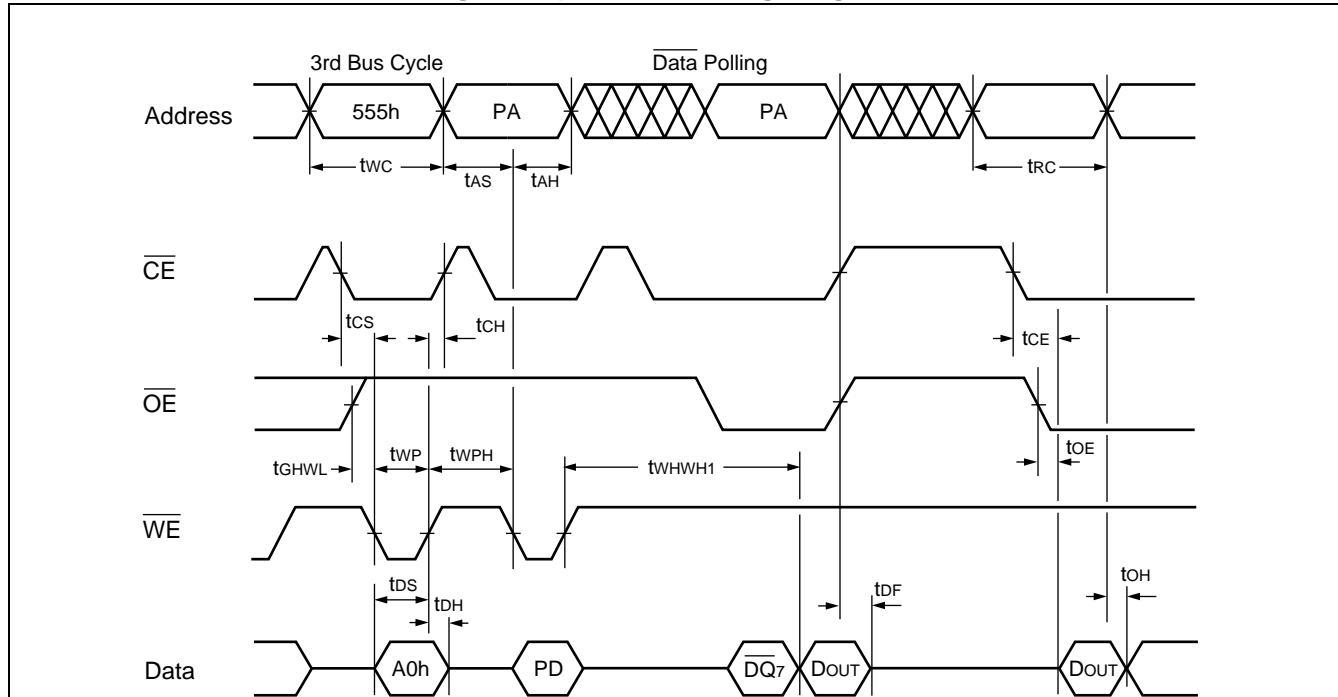 3rd Bus Cycle Data Polling
Address 555h PA PA
tWC tAS tAH tRC
CE
tCS tCH tCE
OE
tGHWL tWP tWPH tWHWH1 tOE
WE
tDS tDH tDF tOH
Data A0h PD DQ7 DOUT DOUT